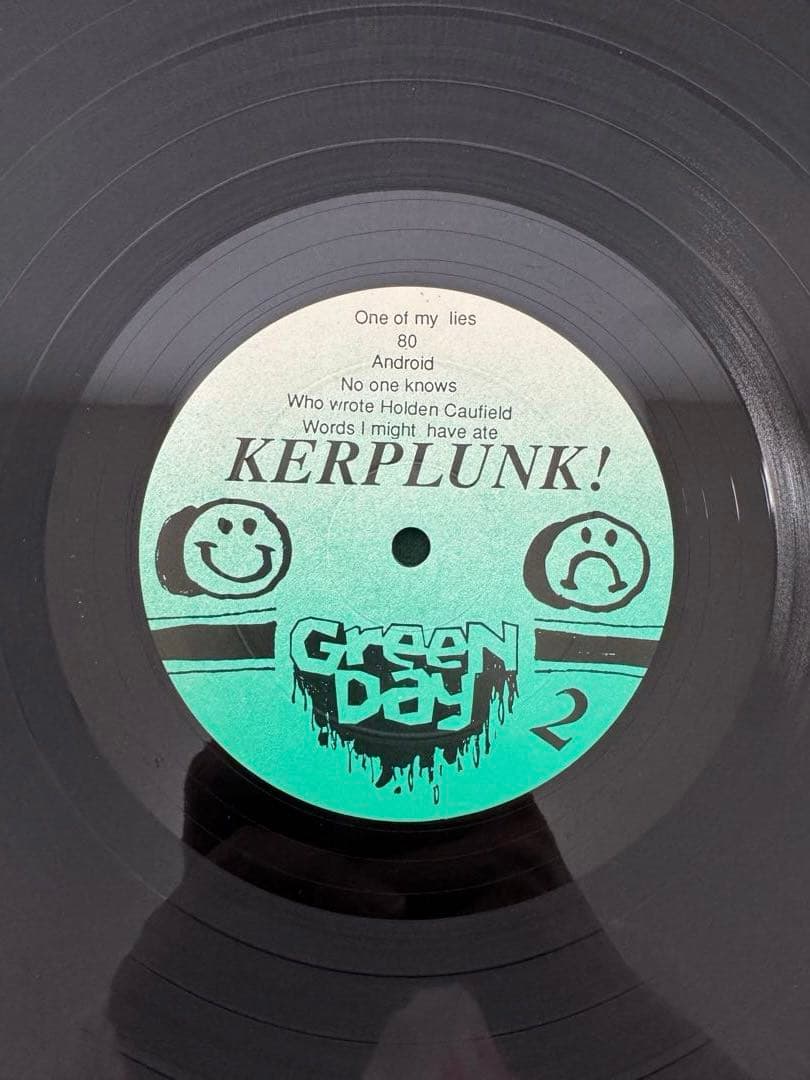 One of my lies
80
Android
No one knows
Who wrote Holden Caufield
Words I might have ate
KERPLUNK!
GReeN
Day
2